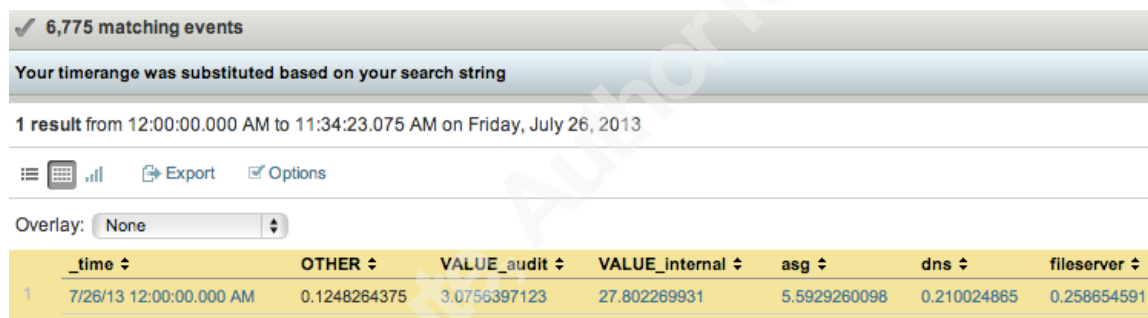 6,775 matching events
Your timerange was substituted based on your search string
1 result from 12:00:00.000 AM to 11:34:23.075 AM on Friday, July 26, 2013
Export Options
Overlay: None
_time OTHER VALUE_audit VALUE_internal asg dns fileserver
1 7/26/13 12:00:00.000 AM 0.1248264375 3.0756397123 27.802269931 5.5929260098 0.210024865 0.258654591
Author